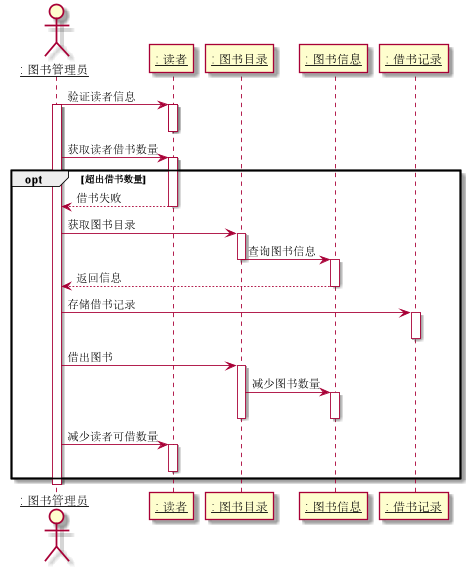 : 图书管理员
: 读者
: 图书目录
: 图书信息
: 借书记录
验证读者信息
获取读者借书数量
opt
[超出借书数量]
借书失败
获取图书目录
查询图书信息
返回信息
存储借书记录
借出图书
减少图书数量
减少读者可借数量
: 图书管理员
: 读者
: 图书目录
: 图书信息
: 借书记录